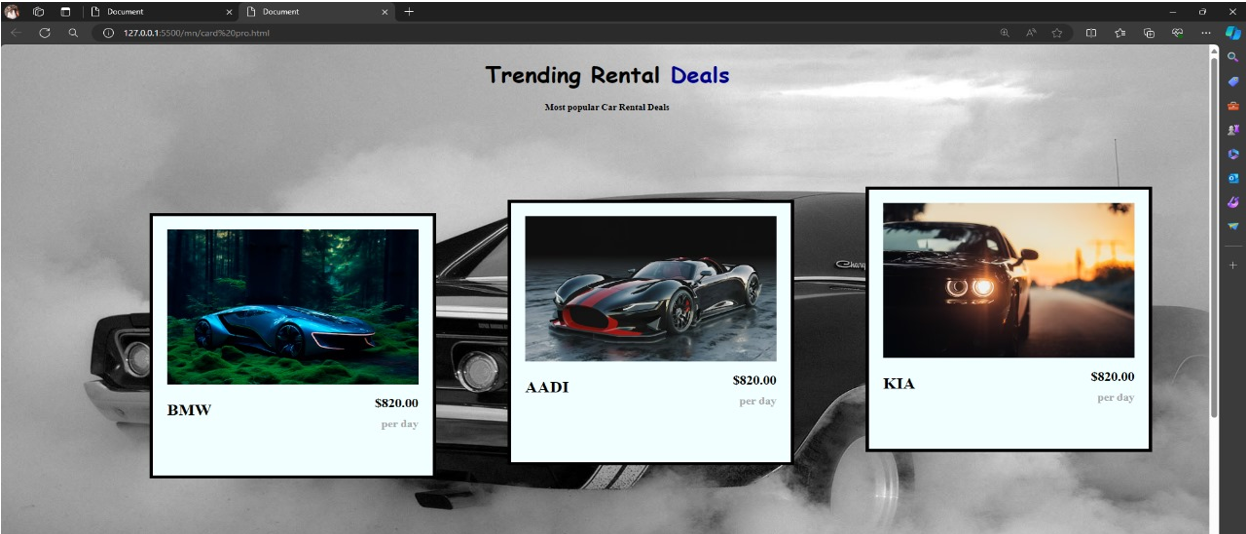 Document
Document
127.0.0.1:5500/mn/card%20pro.html
Trending Rental Deals
Most popular Car Rental Deals
BMW
$820.00
per day
AADI
$820.00
per day
KIA
$820.00
per day